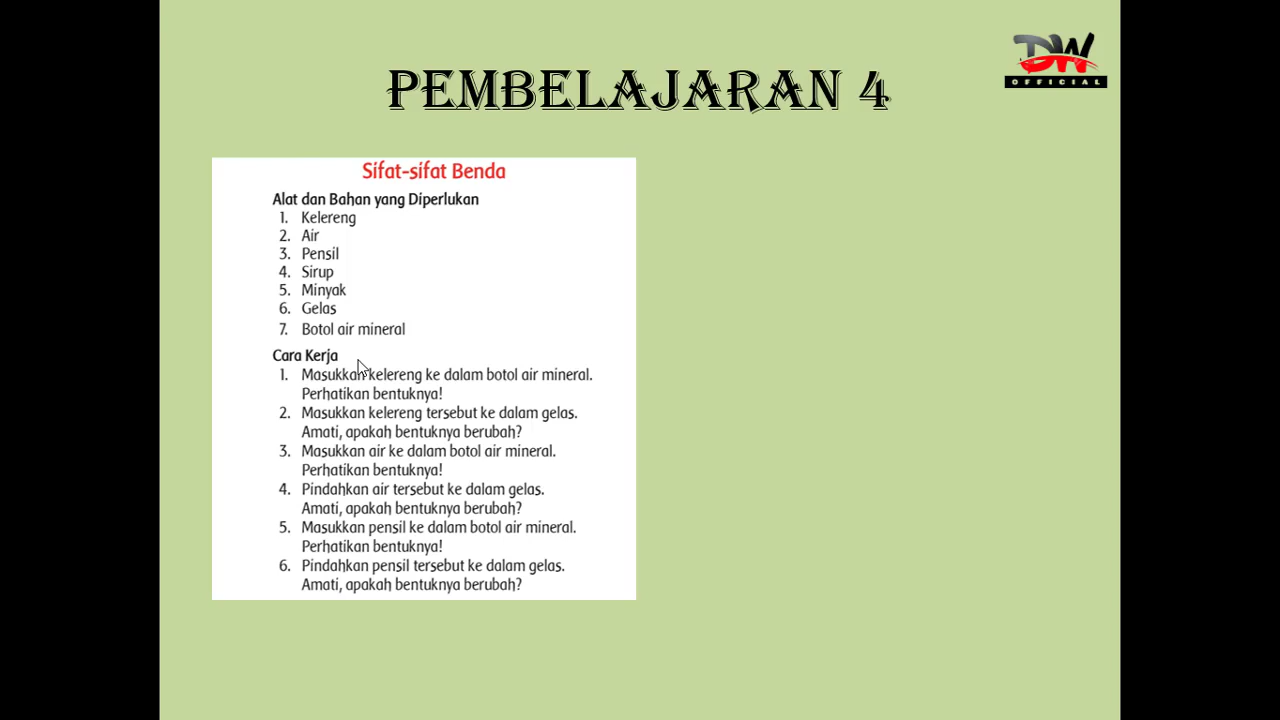 DW
OFFICIAL
PEMBELAJARAN 4
Sifat-sifat Benda
Alat dan Bahan yang Diperlukan
1. Kelereng
2. Air
3. Pensil
4. Sirup
5. Minyak
6. Gelas
7. Botol air mineral
Cara Kerja
1. Masukkan kelereng ke dalam botol air mineral.
Perhatikan bentuknya!
2. Masukkan kelereng tersebut ke dalam gelas.
Amati, apakah bentuknya berubah?
3. Masukkan air ke dalam botol air mineral.
Perhatikan bentuknya!
4. Pindahkan air tersebut ke dalam gelas.
Amati, apakah bentuknya berubah?
5. Masukkan pensil ke dalam botol air mineral.
Perhatikan bentuknya!
6. Pindahkan pensil tersebut ke dalam gelas.
Amati, apakah bentuknya berubah?